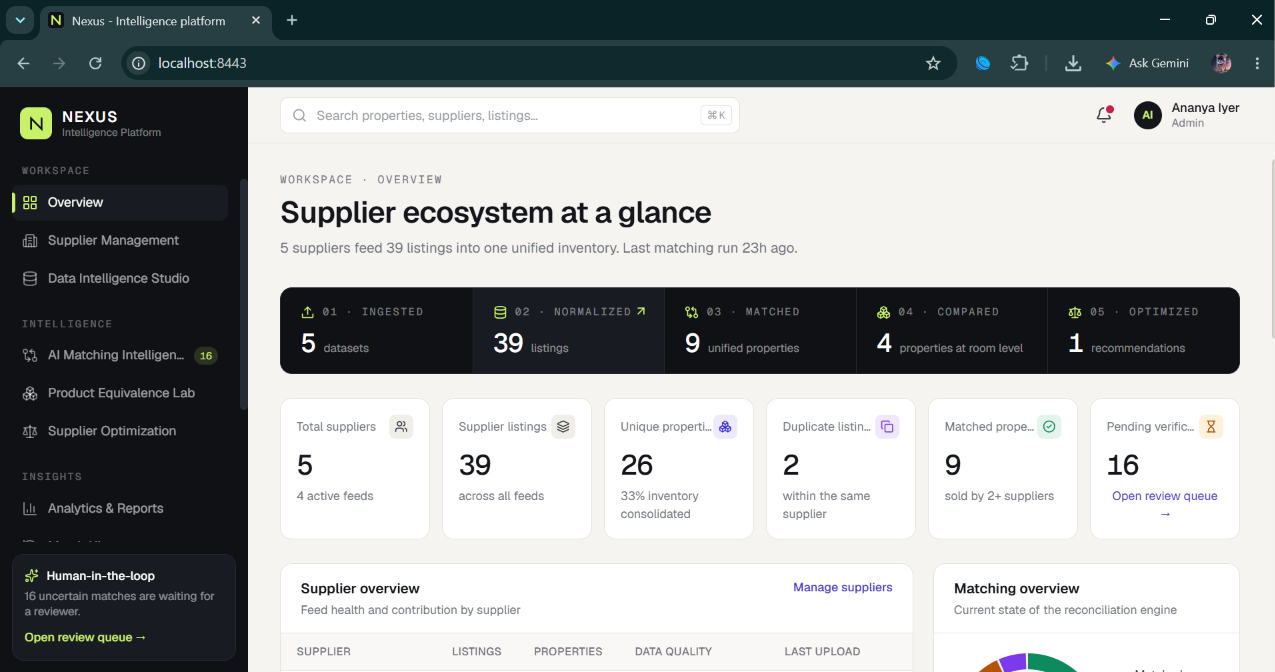 Nexus - Intelligence platform
localhost:8443
Ask Gemini
N
NEXUS
Intelligence Platform
WORKSPACE
Overview
Supplier Management
Data Intelligence Studio
INTELLIGENCE
AI Matching Intelligen... 16
Product Equivalence Lab
Supplier Optimization
INSIGHTS
Analytics & Reports
Human-in-the-loop
16 uncertain matches are waiting for
a reviewer.
Open review queue →
Search properties, suppliers, listings...
⌘K
AI
Ananya Iyer
Admin
WORKSPACE · OVERVIEW
Supplier ecosystem at a glance
5 suppliers feed 39 listings into one unified inventory. Last matching run 23h ago.
01 · INGESTED
5 datasets
02 · NORMALIZED
39 listings
03 · MATCHED
9 unified properties
04 · COMPARED
4 properties at room level
05 · OPTIMIZED
1 recommendations
Total suppliers
5
4 active feeds
Supplier listings
39
across all feeds
Unique properti...
26
33% inventory
consolidated
Duplicate listin...
2
within the same
supplier
Matched prope...
9
sold by 2+ suppliers
Pending verific...
16
Open review queue
→
Supplier overview
Manage suppliers
Feed health and contribution by supplier
SUPPLIER LISTINGS PROPERTIES DATA QUALITY LAST UPLOAD
Matching overview
Current state of the reconciliation engine